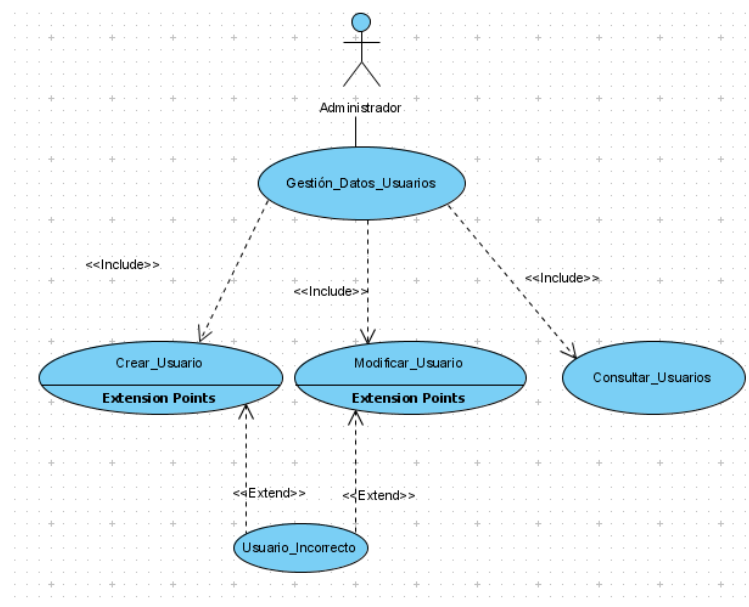 Administrador
Gestión_Datos_Usuarios
<<Include>>
<<Include>>
<<Include>>
Crear_Usuario
Extension Points
Modificar_Usuario
Extension Points
Consultar_Usuarios
<<Extend>>
<<Extend>>
Usuario_Incorrecto